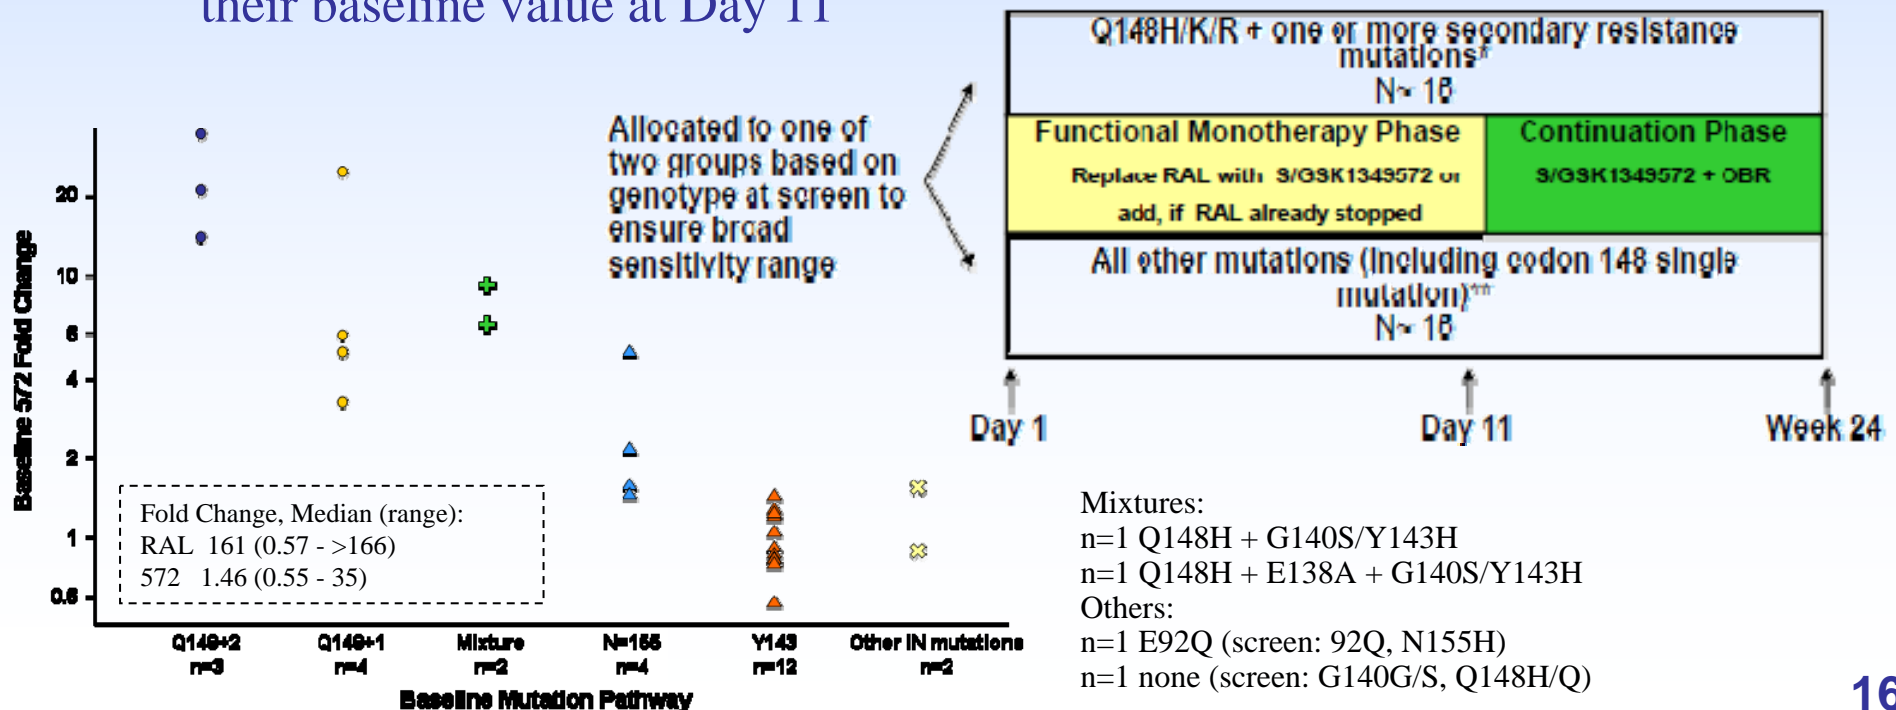 their baseline value at Day 11
Baseline 572 Fold Change
20
10
6
4
2
1
0.6
Fold Change, Median (range):
RAL 161 (0.57 - >166)
572 1.46 (0.55 - 35)
Q148+2
n=3
Q148+1
n=4
Mixture
n=2
N=155
n=4
Y143
n=12
Other IN mutations
n=2
Baseline Mutation Pathway
Allocated to one of
two groups based on
genotype at screen to
ensure broad
sensitivity range
Q148H/K/R + one or more secondary resistance
mutations*
N~
Functional Monotherapy Phase
Replace RAL with S/GSK1349572 or
add, if RAL already stopped
Continuation Phase
S/GSK1349572 + OBR
All other mutations (including codon 148 single
mutation)**
N~
Day 1
Day 11
Week 24
Mixtures:
n=1 Q148H + G140S/Y143H
n=1 Q148H + E138A + G140S/Y143H
Others:
n=1 E92Q (screen: 92Q, N155H)
n=1 none (screen: G140G/S, Q148H/Q)
16